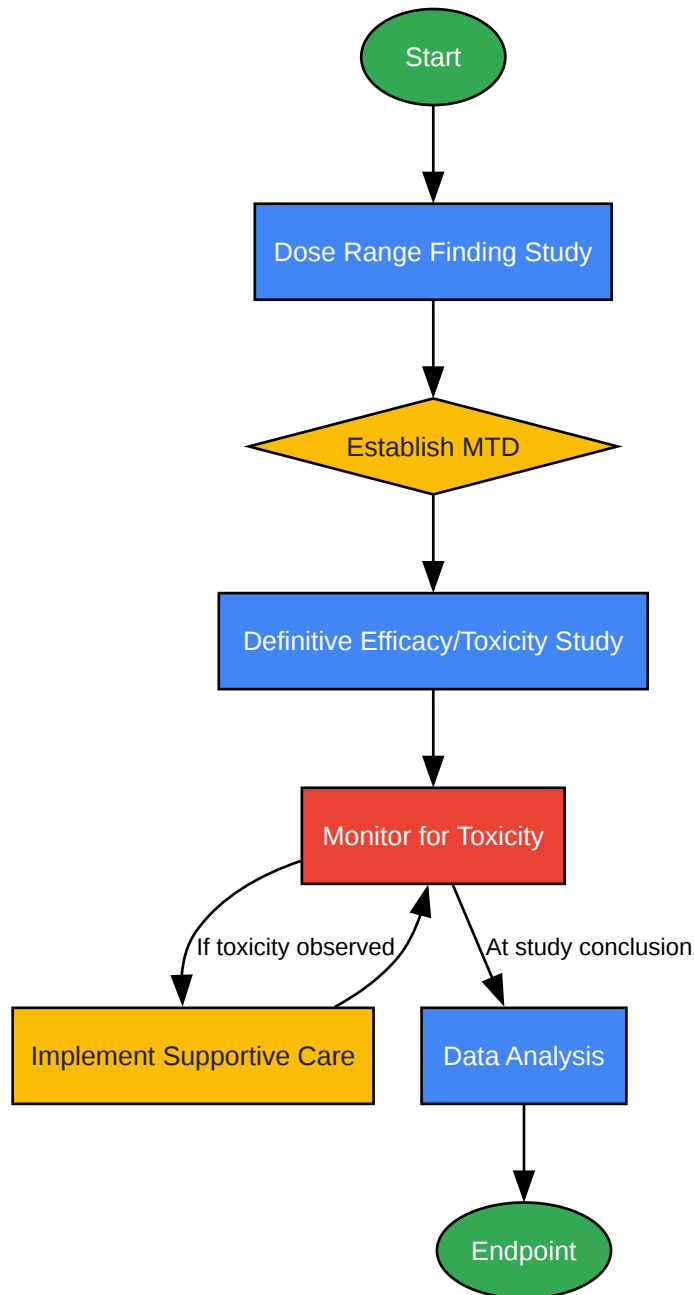 Start
Dose Range Finding Study
Establish MTD
Definitive Efficacy/Toxicity Study
Monitor for Toxicity
If toxicity observed
At study conclusion
Implement Supportive Care
Data Analysis
Endpoint